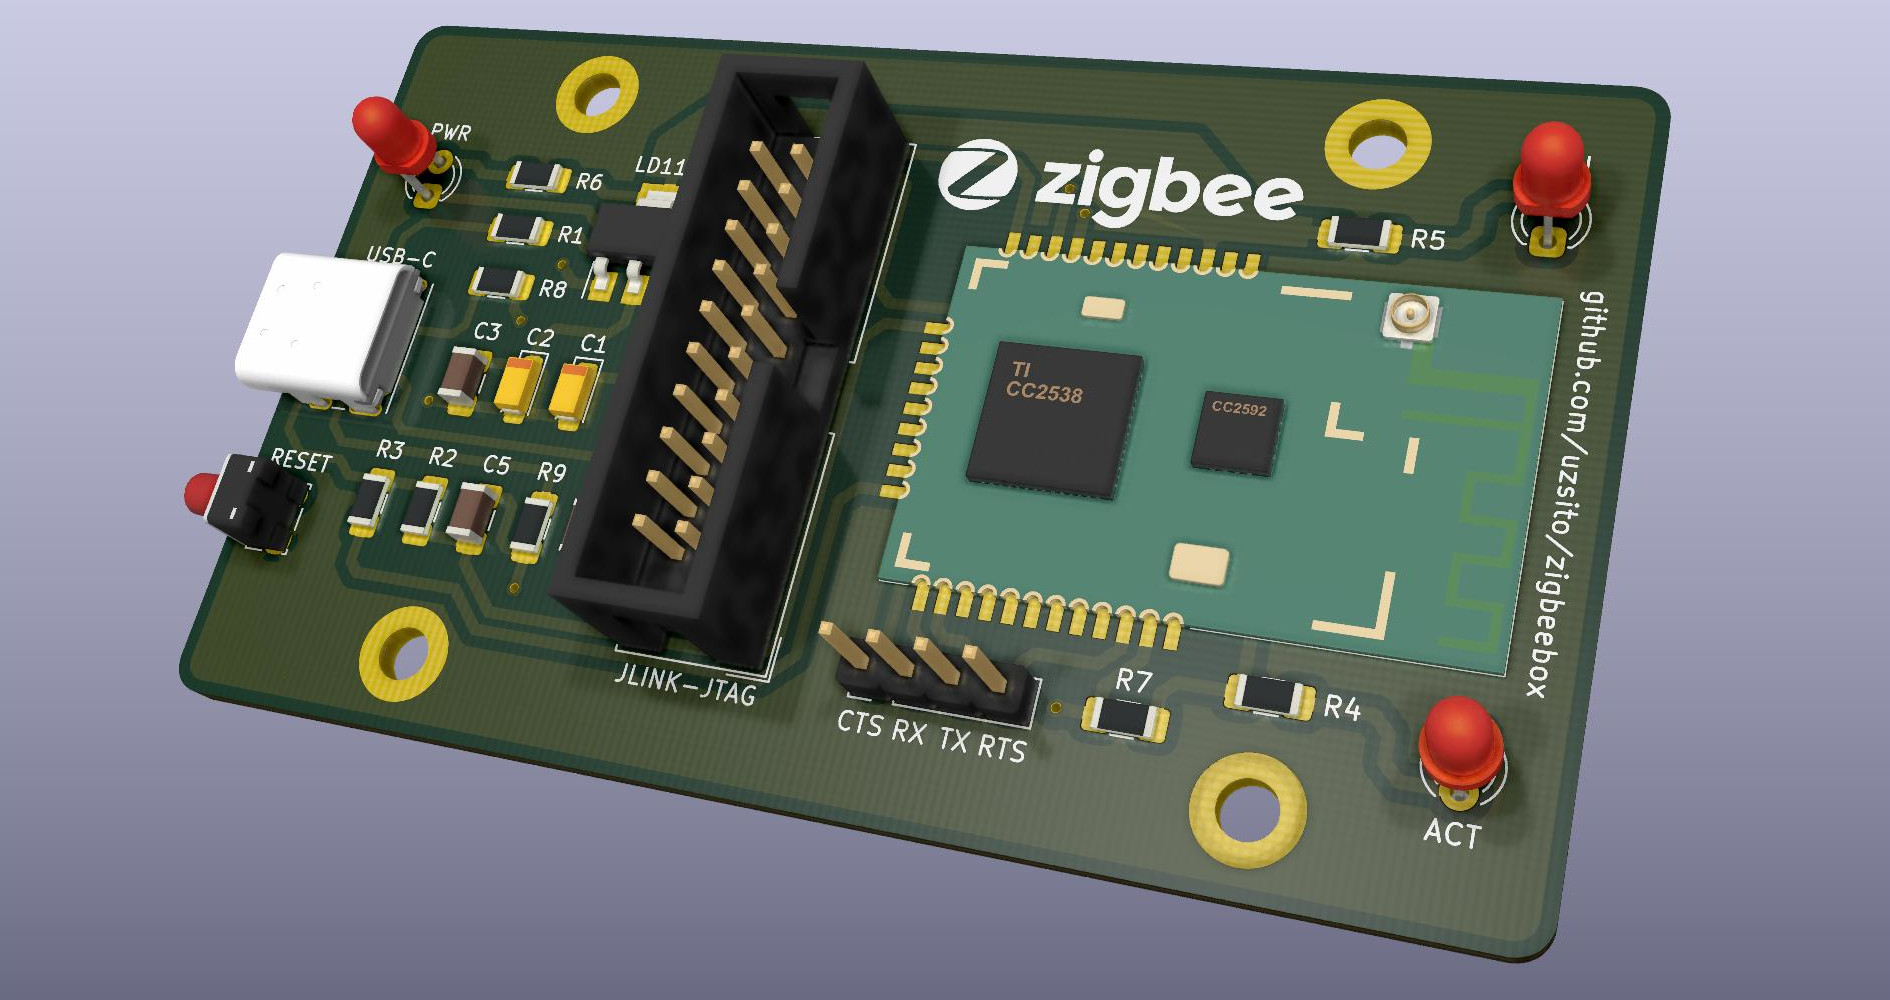 PWR
R6
LD11
R1
USB-C
R8
C3
C2
C1
RESET
R3
R2
C5
R9
JLINK-JTAG
zigbee
R5
TI
CC2538
CC2592
github.com/uzsito/zigbeebox
CTS RX TX RTS
R7
R4
ACT